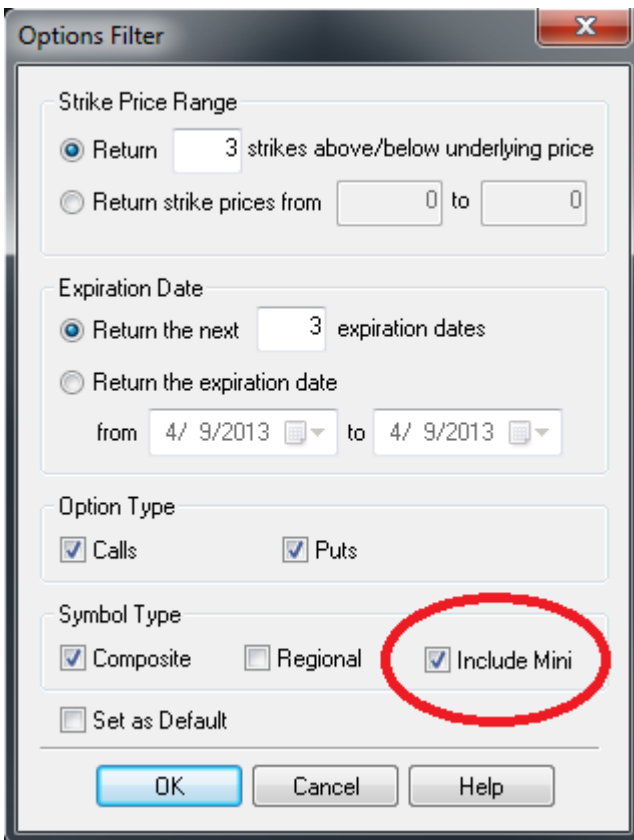 Options Filter
Strike Price Range
Return 3 strikes above/below underlying price
Return strike prices from 0 to 0
Expiration Date
Return the next 3 expiration dates
Return the expiration date
from 4/ 9/2013 to 4/ 9/2013
Option Type
Calls Puts
Symbol Type
Composite Regional Include Mini
Set as Default
OK Cancel Help